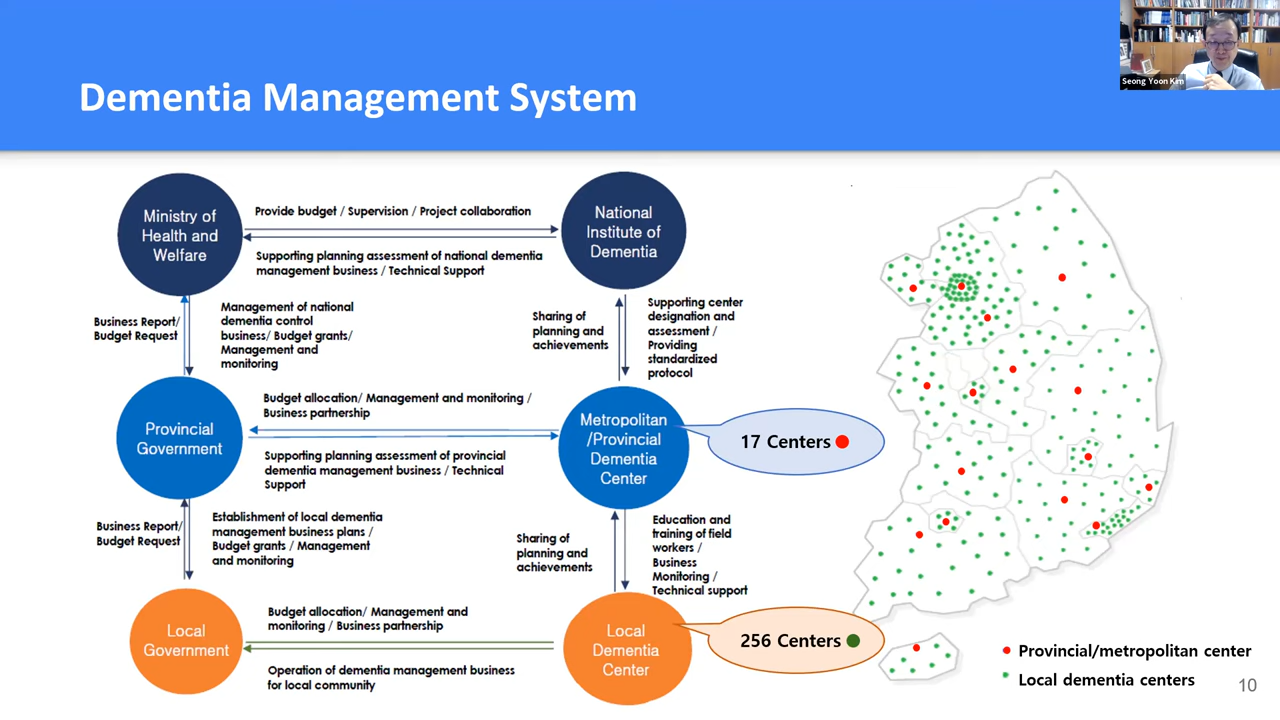 Seong Yoon Kim
Dementia Management System
Ministry of
Health and
Welfare
Provide budget / Supervision / Project collaboration
Supporting planning assessment of national dementia
management business / Technical Support
National
Institute of
Dementia
Business Report/
Budget Request
Management of national
dementia control
business/ Budget grants/
Management and
monitoring
Sharing of
planning and
achievements
Supporting center
designation and
assessment /
Providing
standardized
protocol
Provincial
Government
Budget allocation/ Management and monitoring /
Business partnership
Supporting planning assessment of provincial
dementia management business / Technical
Support
Metropolitan
/Provincial
Dementia
Center
17 Centers
Business Report/
Budget Request
Establishment of local dementia
management business plans /
Budget grants / Management
and monitoring
Sharing of
planning and
achievements
Education and
training of field
workers /
Business
Monitoring /
Technical support
Local
Government
Budget allocation/ Management and
monitoring / Business partnership
Operation of dementia management business
for local community
Local
Dementia
Center
256 Centers
Provincial/metropolitan center
Local dementia centers
10